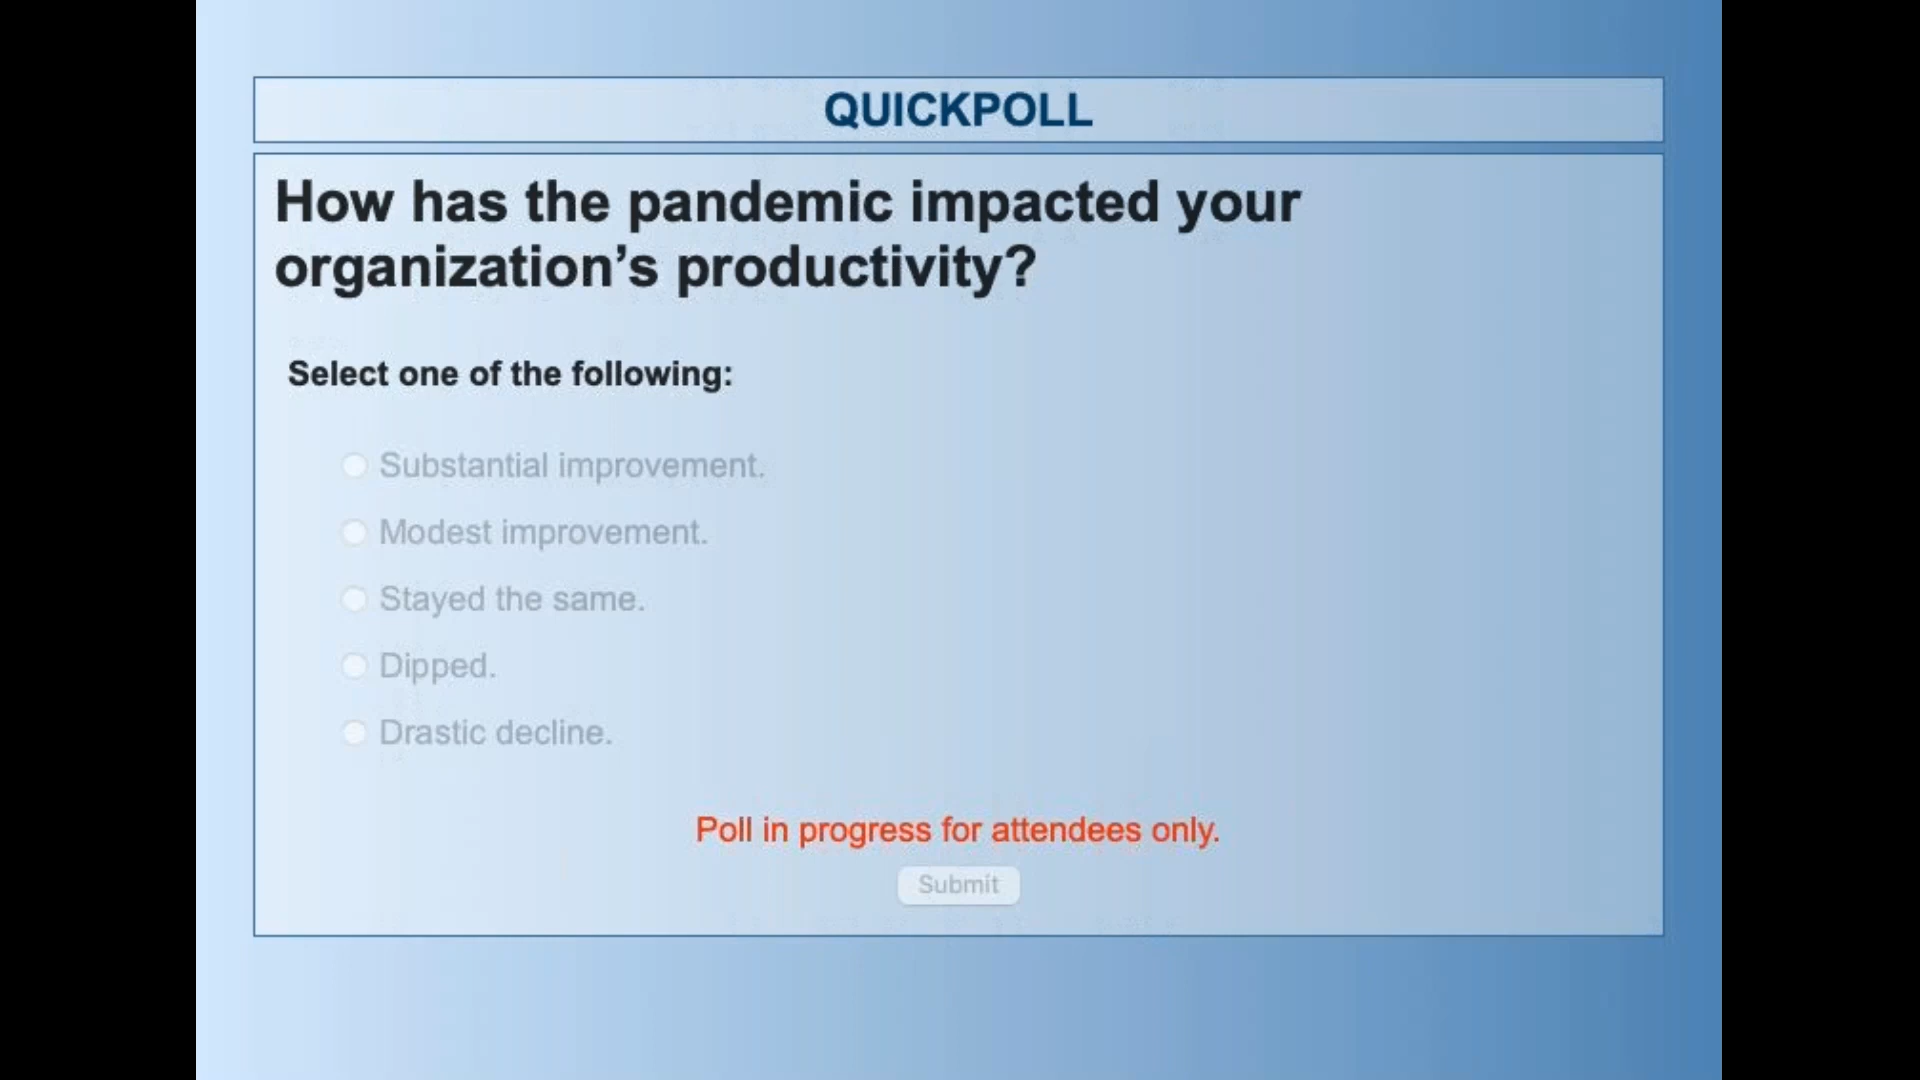 QUICKPOLL
How has the pandemic impacted your
organization’s productivity?
Select one of the following:
Substantial improvement.
Modest improvement.
Stayed the same.
Dipped.
Drastic decline.
Poll in progress for attendees only.
Submit